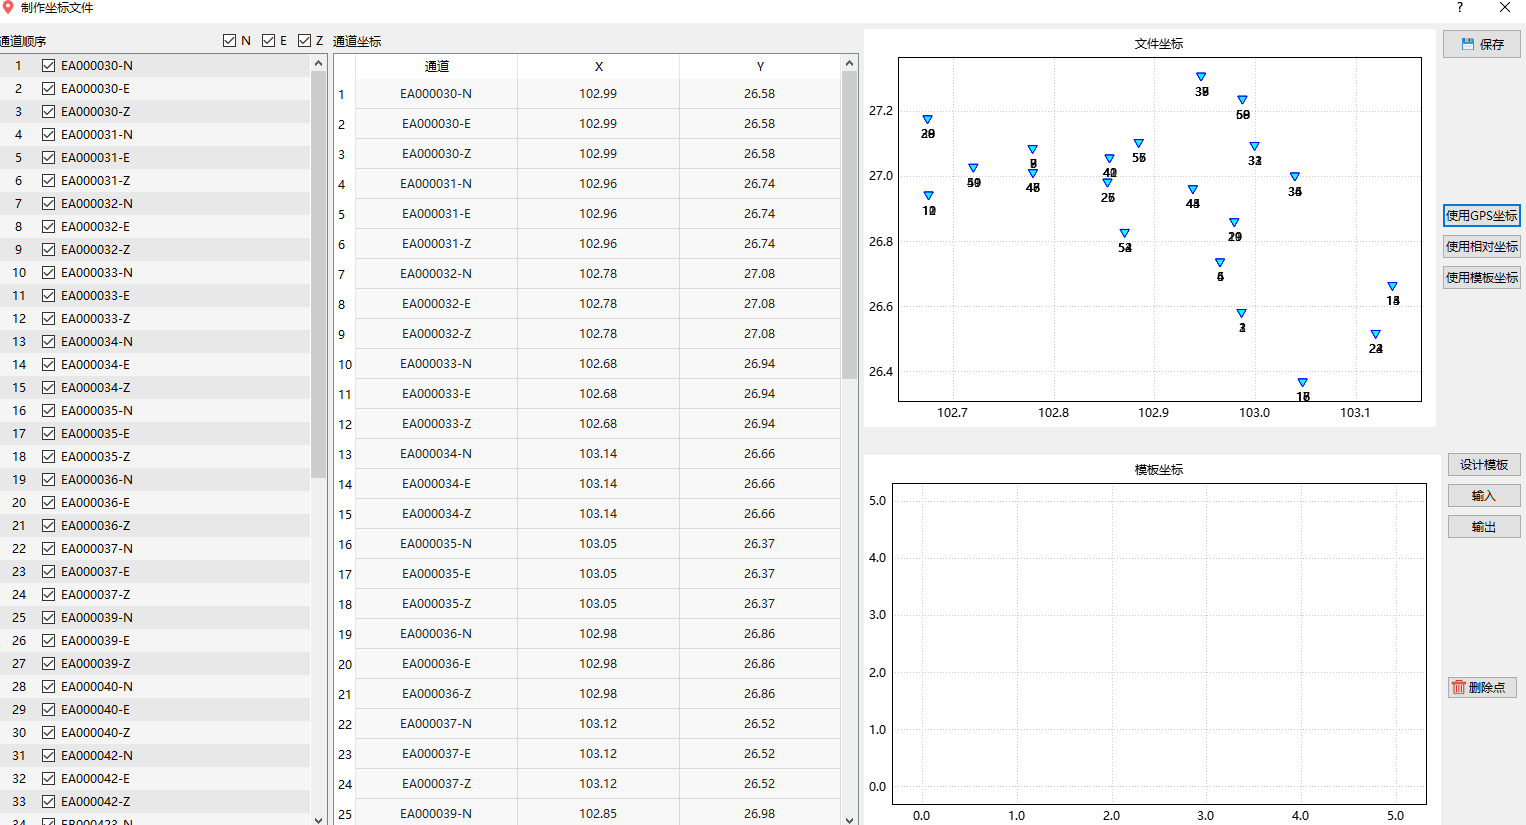 制作坐标文件
?
通道顺序
N E Z
1 EA000030-N
2 EA000030-E
3 EA000030-Z
4 EA000031-N
5 EA000031-E
6 EA000031-Z
7 EA000032-N
8 EA000032-E
9 EA000032-Z
10 EA000033-N
11 EA000033-E
12 EA000033-Z
13 EA000034-N
14 EA000034-E
15 EA000034-Z
16 EA000035-N
17 EA000035-E
18 EA000035-Z
19 EA000036-N
20 EA000036-E
21 EA000036-Z
22 EA000037-N
23 EA000037-E
24 EA000037-Z
25 EA000039-N
26 EA000039-E
27 EA000039-Z
28 EA000040-N
29 EA000040-E
30 EA000040-Z
31 EA000042-N
32 EA000042-E
33 EA000042-Z
通道坐标
通道 X Y
1 EA000030-N 102.99 26.58
2 EA000030-E 102.99 26.58
3 EA000030-Z 102.99 26.58
4 EA000031-N 102.96 26.74
5 EA000031-E 102.96 26.74
6 EA000031-Z 102.96 26.74
7 EA000032-N 102.78 27.08
8 EA000032-E 102.78 27.08
9 EA000032-Z 102.78 27.08
10 EA000033-N 102.68 26.94
11 EA000033-E 102.68 26.94
12 EA000033-Z 102.68 26.94
13 EA000034-N 103.14 26.66
14 EA000034-E 103.14 26.66
15 EA000034-Z 103.14 26.66
16 EA000035-N 103.05 26.37
17 EA000035-E 103.05 26.37
18 EA000035-Z 103.05 26.37
19 EA000036-N 102.98 26.86
20 EA000036-E 102.98 26.86
21 EA000036-Z 102.98 26.86
22 EA000037-N 103.12 26.52
23 EA000037-E 103.12 26.52
24 EA000037-Z 103.12 26.52
25 EA000039-N 102.85 26.98
文件坐标
27.2
27.0
26.8
26.6
26.4
102.7 102.8 102.9 103.0 103.1
模板坐标
5.0
4.0
3.0
2.0
1.0
0.0
0.0 1.0 2.0 3.0 4.0 5.0
保存
使用GPS坐标
使用相对坐标
使用模板坐标
设计模板
输入
输出
删除点